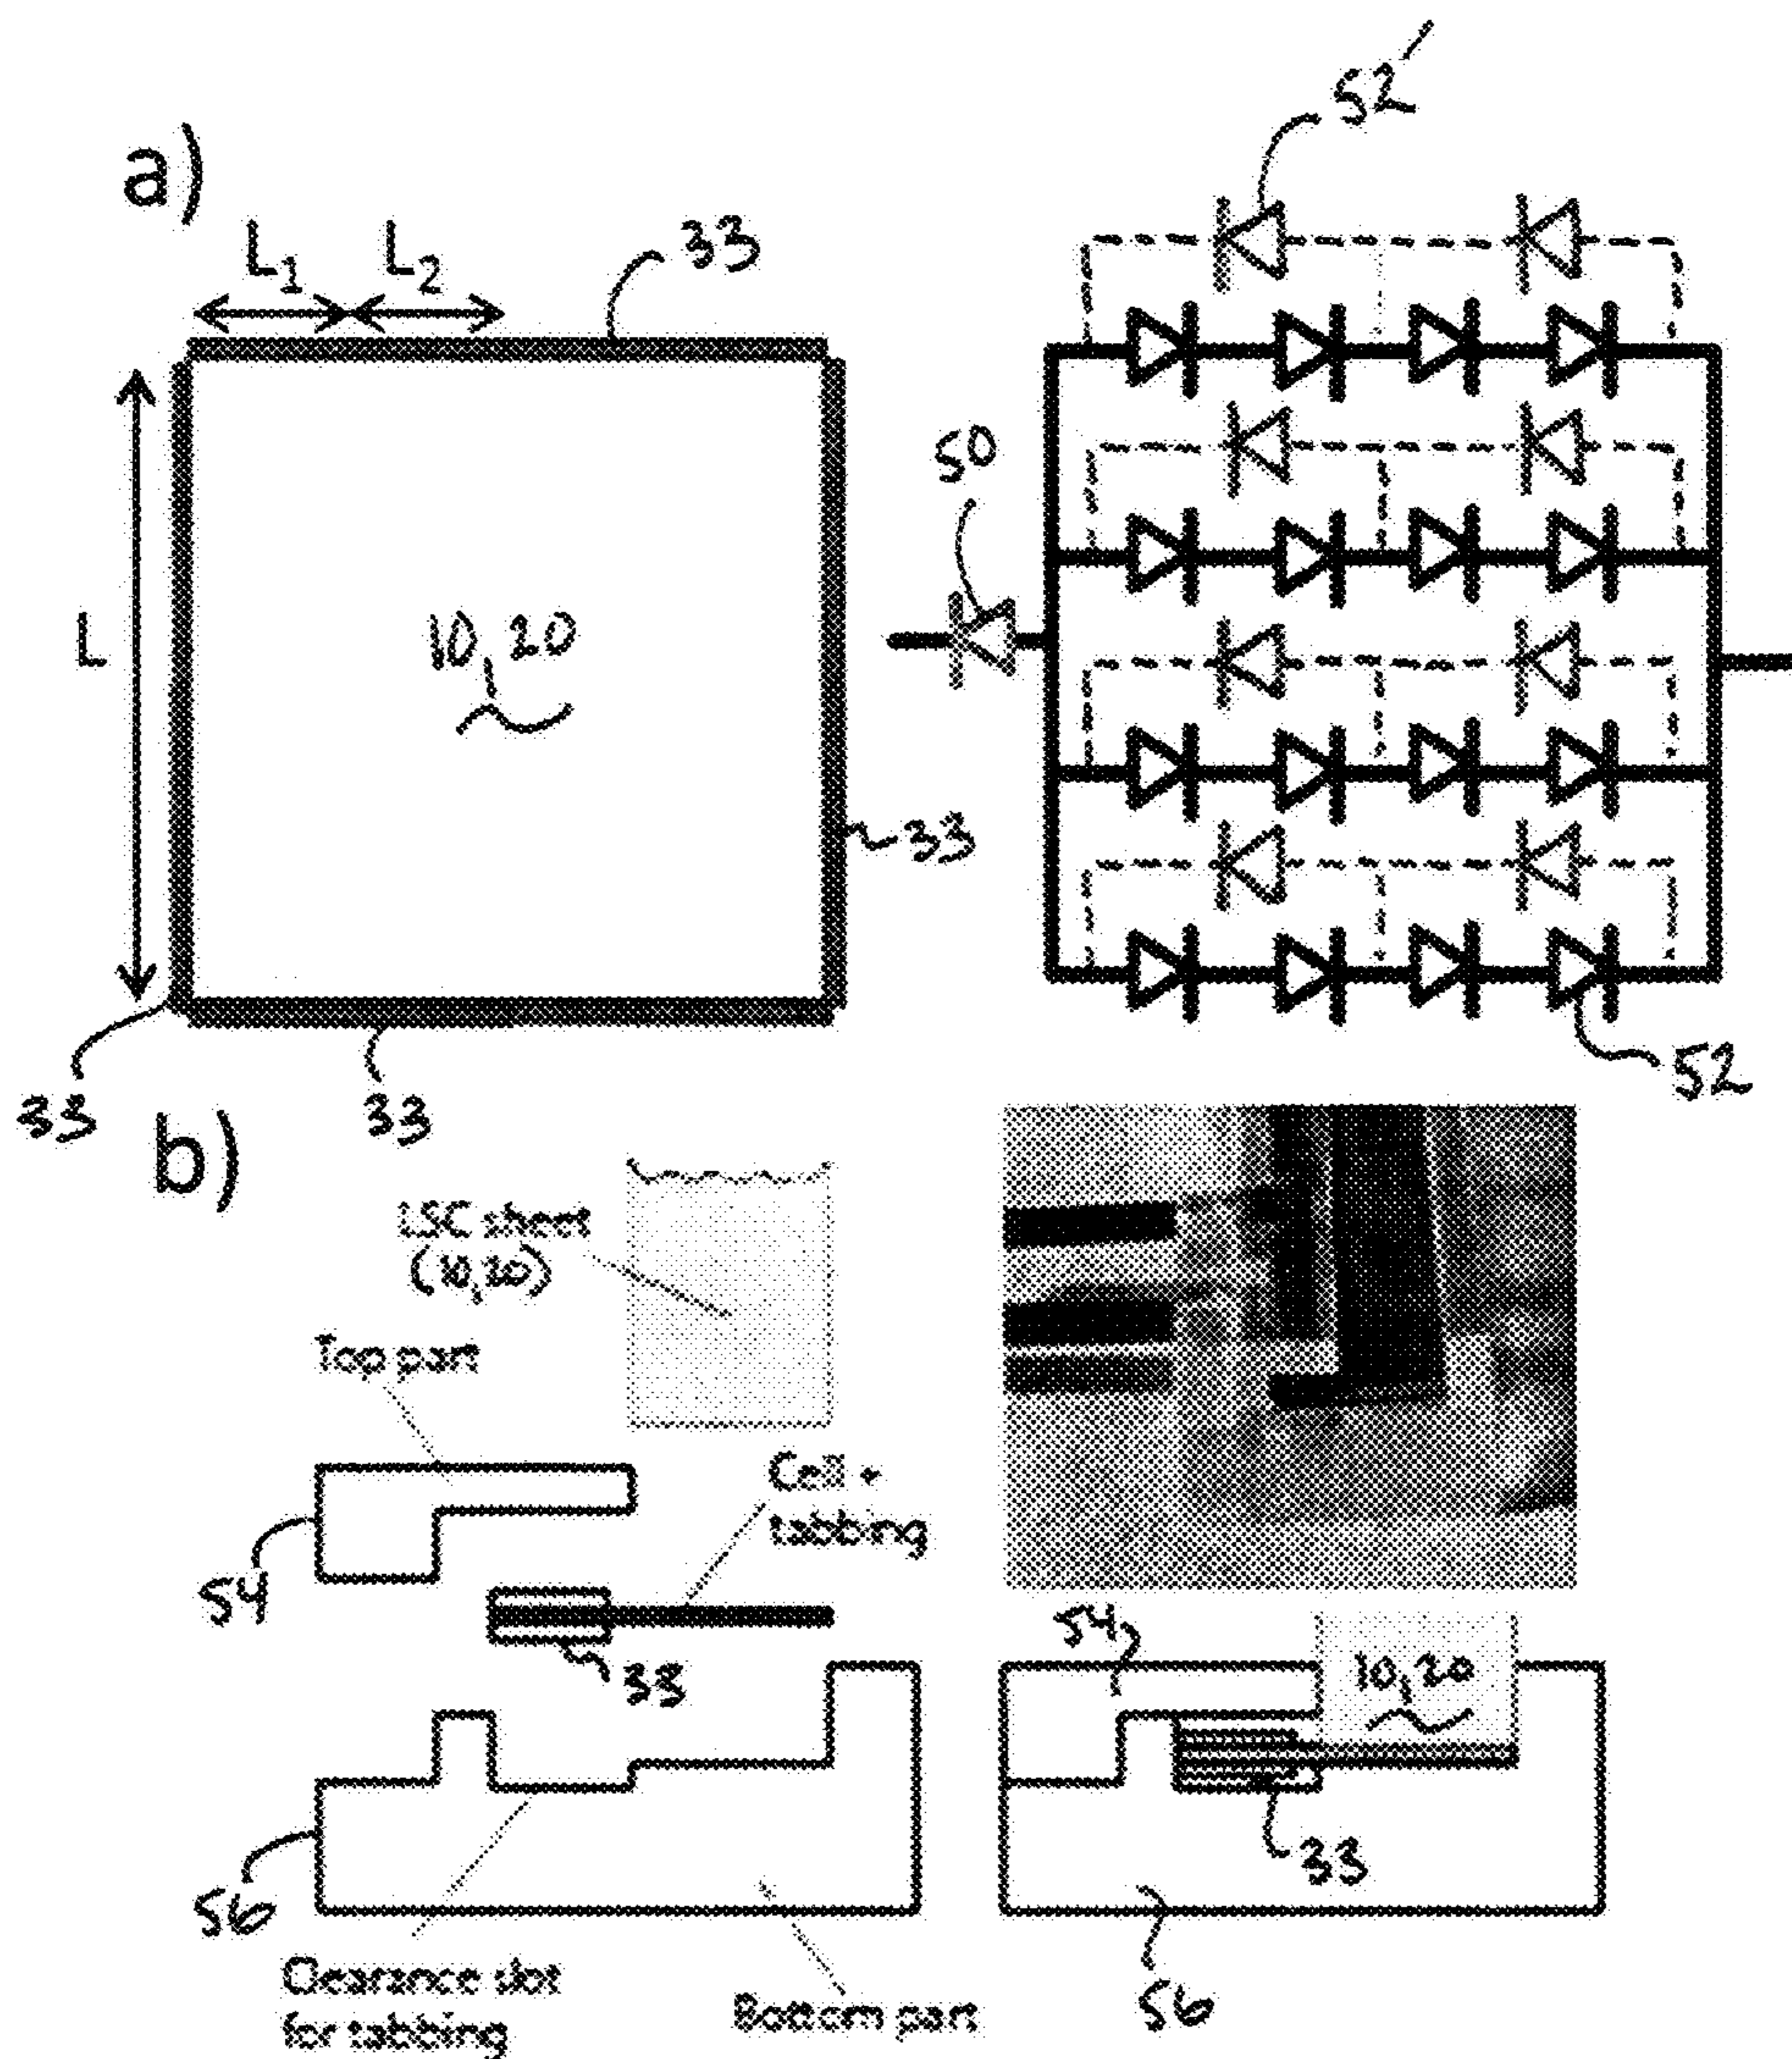 52'
a)
L1 L2 33
50
L
10, 20
33
33
33
52
b)
LSC sheet
(10, 20)
Top part
Cell +
tabbing
54
33
54
10, 20
33
56
56
Clearance slot
for tabbing
Bottom part